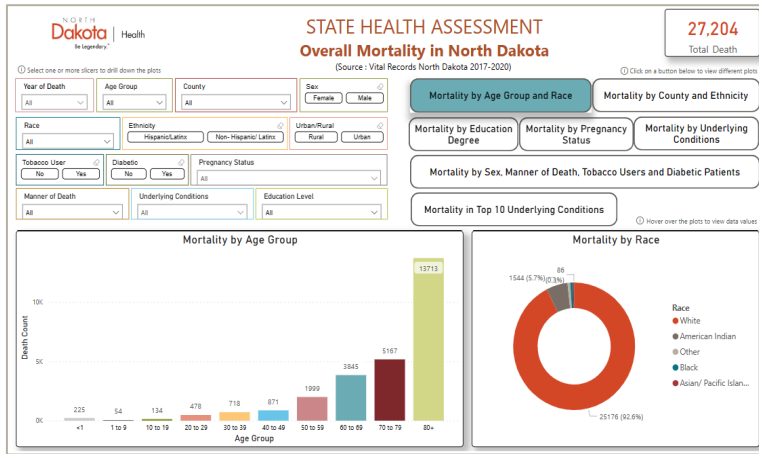 NORTH
Dakota | Health
Be Legendary.™
STATE HEALTH ASSESSMENT
Overall Mortality in North Dakota
(Source : Vital Records North Dakota 2017-2020)
27,204
Total Death
Select one or more slicers to drill down the plots
Click on a button below to view different plots
Year of Death
All
Age Group
All
County
All
Sex
Female
Male
Race
All
Ethnicity
Hispanic/Latinx
Non- Hispanic/ Latinx
Urban/Rural
Rural
Urban
Tobacco User
No
Yes
Diabetic
No
Yes
Pregnancy Status
All
Manner of Death
All
Underlying Conditions
All
Education Level
All
Mortality by Age Group and Race
Mortality by County and Ethnicity
Mortality by Education
Degree
Mortality by Pregnancy
Status
Mortality by Underlying
Conditions
Mortality by Sex, Manner of Death, Tobacco Users and Diabetic Patients
Mortality in Top 10 Underlying Conditions
Hover over the plots to view data values
Mortality by Age Group
Death Count
10K
5K
0K
225
54
134
478
718
871
1999
3845
5167
13713
<1
1 to 9
10 to 19
20 to 29
30 to 39
40 to 49
50 to 59
60 to 69
70 to 79
80+
Age Group
Mortality by Race
86
(0.3%)
1544 (5.7%)
25176 (92.6%)
Race
White
American Indian
Other
Black
Asian/ Pacific Islan...